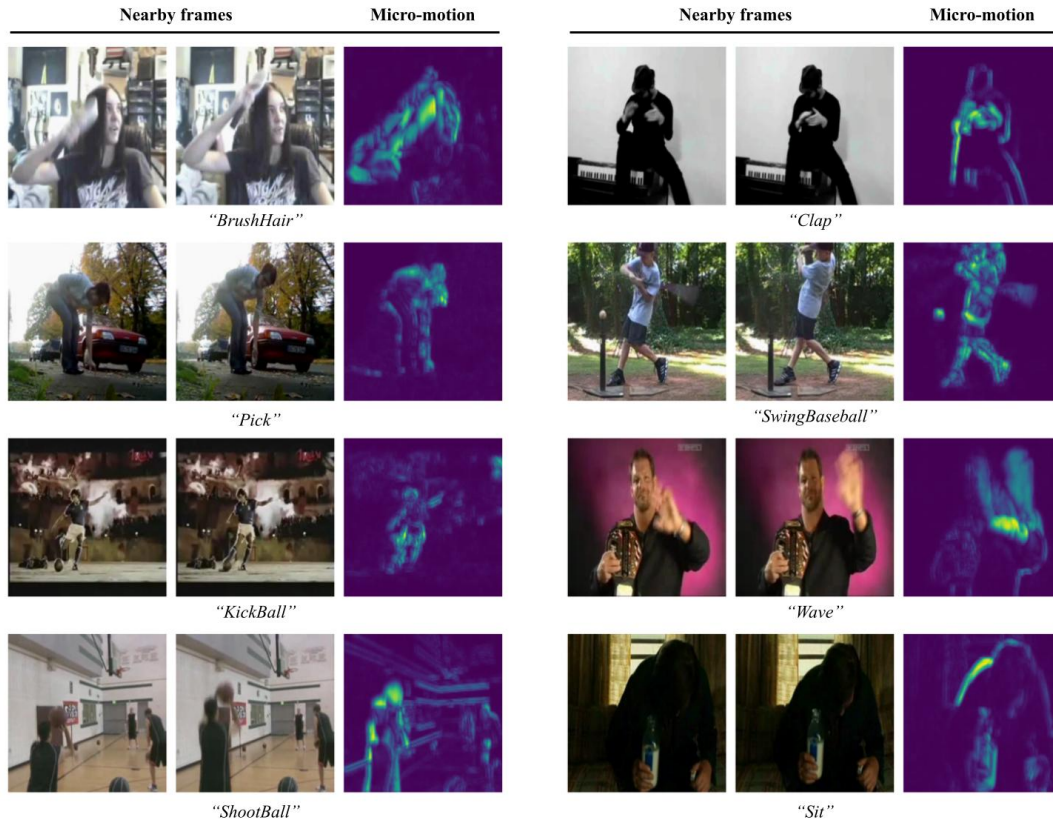 Nearby frames Micro-motion Nearby frames Micro-motion
“BrushHair” “Clap”
“Pick” “SwingBaseball”
“KickBall” “Wave”
“ShootBall” “Sit”